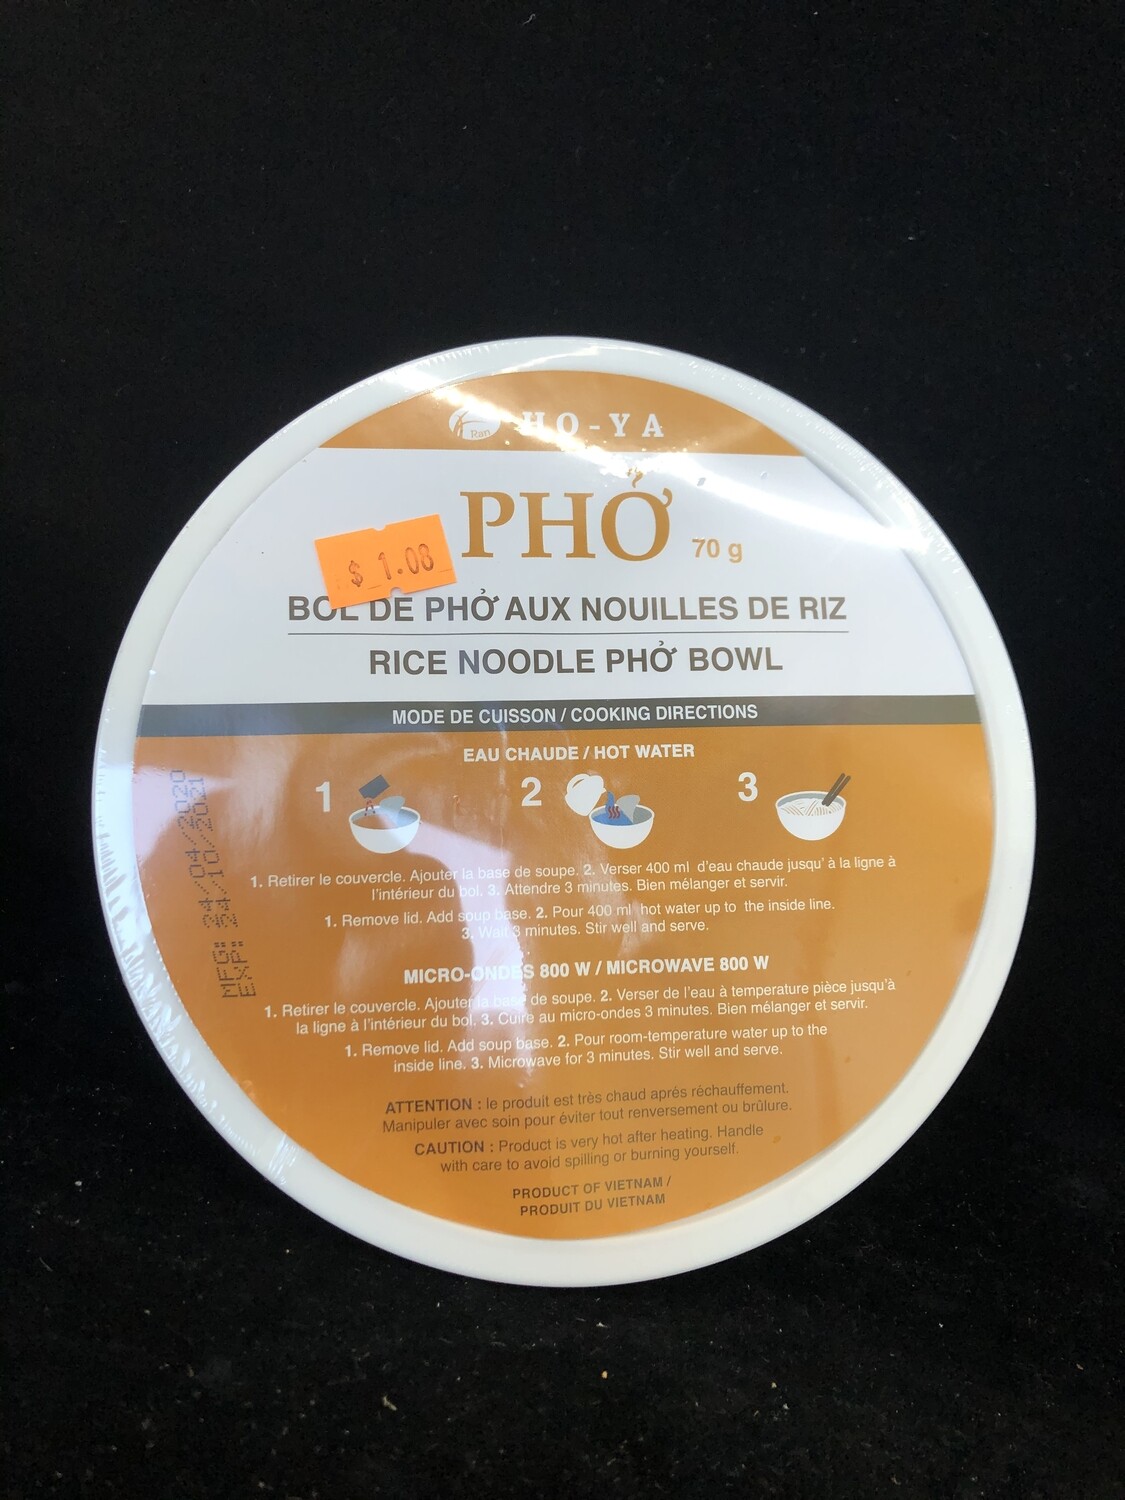 Ran HO-YA
PHỞ 70 g
$ 1.08
BOL DE PHỞ AUX NOUILLES DE RIZ
RICE NOODLE PHỞ BOWL
MODE DE CUISSON / COOKING DIRECTIONS
EAU CHAUDE / HOT WATER
1 2 3
1. Retirer le couvercle. Ajouter la base de soupe. 2. Verser 400 ml d'eau chaude jusqu' à la ligne à
l'intérieur du bol. 3. Attendre 3 minutes. Bien mélanger et servir.
1. Remove lid. Add soup base. 2. Pour 400 ml hot water up to the inside line.
3. Wait 3 minutes. Stir well and serve.
MICRO-ONDES 800 W / MICROWAVE 800 W
1. Retirer le couvercle. Ajouter la base de soupe. 2. Verser de l'eau à température pièce jusqu'à
la ligne à l'intérieur du bol. 3. Cuire au micro-ondes 3 minutes. Bien mélanger et servir.
1. Remove lid. Add soup base. 2. Pour room-temperature water up to the
inside line. 3. Microwave for 3 minutes. Stir well and serve.
ATTENTION : le produit est très chaud aprés réchauffement.
Manipuler avec soin pour éviter tout renversement ou brûlure.
CAUTION : Product is very hot after heating. Handle
with care to avoid spilling or burning yourself.
PRODUCT OF VIETNAM /
PRODUIT DU VIETNAM
MFG: 24/04/2020
EXP: 24/10/2021